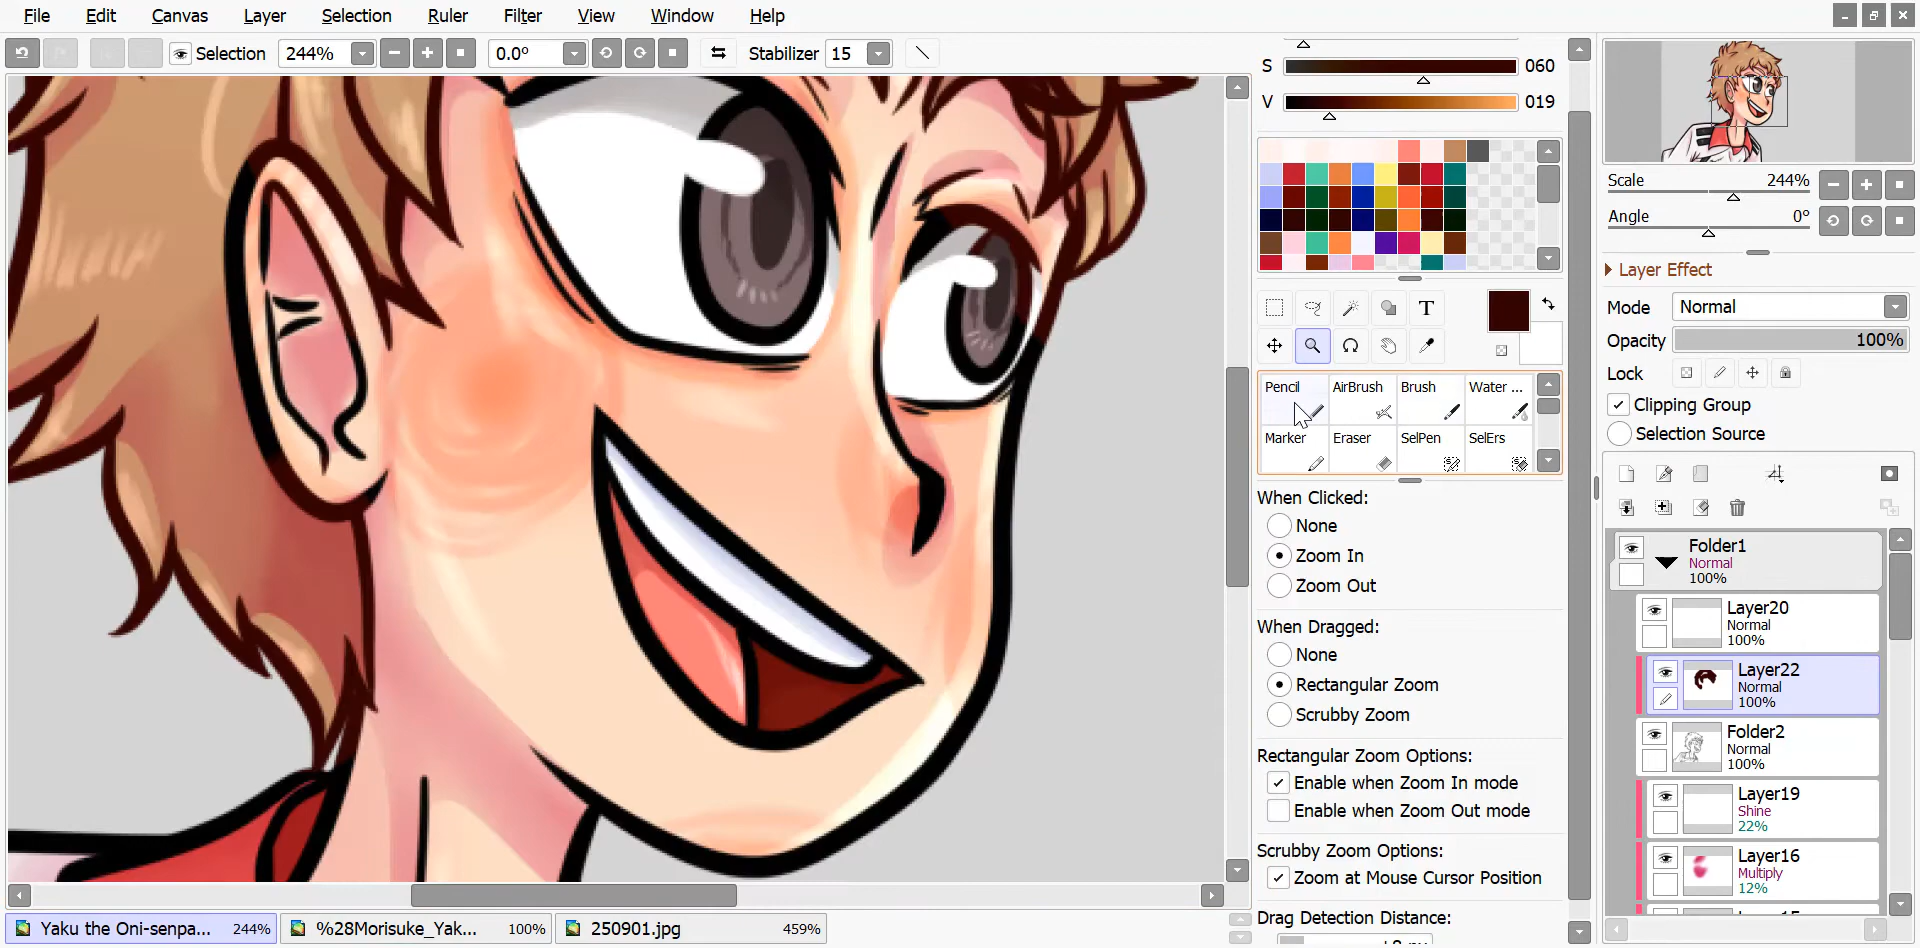 File Edit Canvas Layer Selection Ruler Filter View Window Help
Selection 244% 0.0° Stabilizer 15
S 060
V 019
T
Pencil AirBrush Brush Water ...
Marker Eraser SelPen SelErs
When Clicked:
None
Zoom In
Zoom Out
When Dragged:
None
Rectangular Zoom
Scrubby Zoom
Rectangular Zoom Options:
Enable when Zoom In mode
Enable when Zoom Out mode
Scrubby Zoom Options:
Zoom at Mouse Cursor Position
Drag Detection Distance:
Scale 244%
Angle 0°
Layer Effect
Mode Normal
Opacity 100%
Lock
Clipping Group
Selection Source
Folder1
Normal
100%
Layer20
Normal
100%
Layer22
Normal
100%
Folder2
Normal
100%
Layer19
Shine
22%
Layer16
Multiply
12%
Yaku the Oni-senpa... 244% %28Morisuke_Yak... 100% 250901.jpg 459%